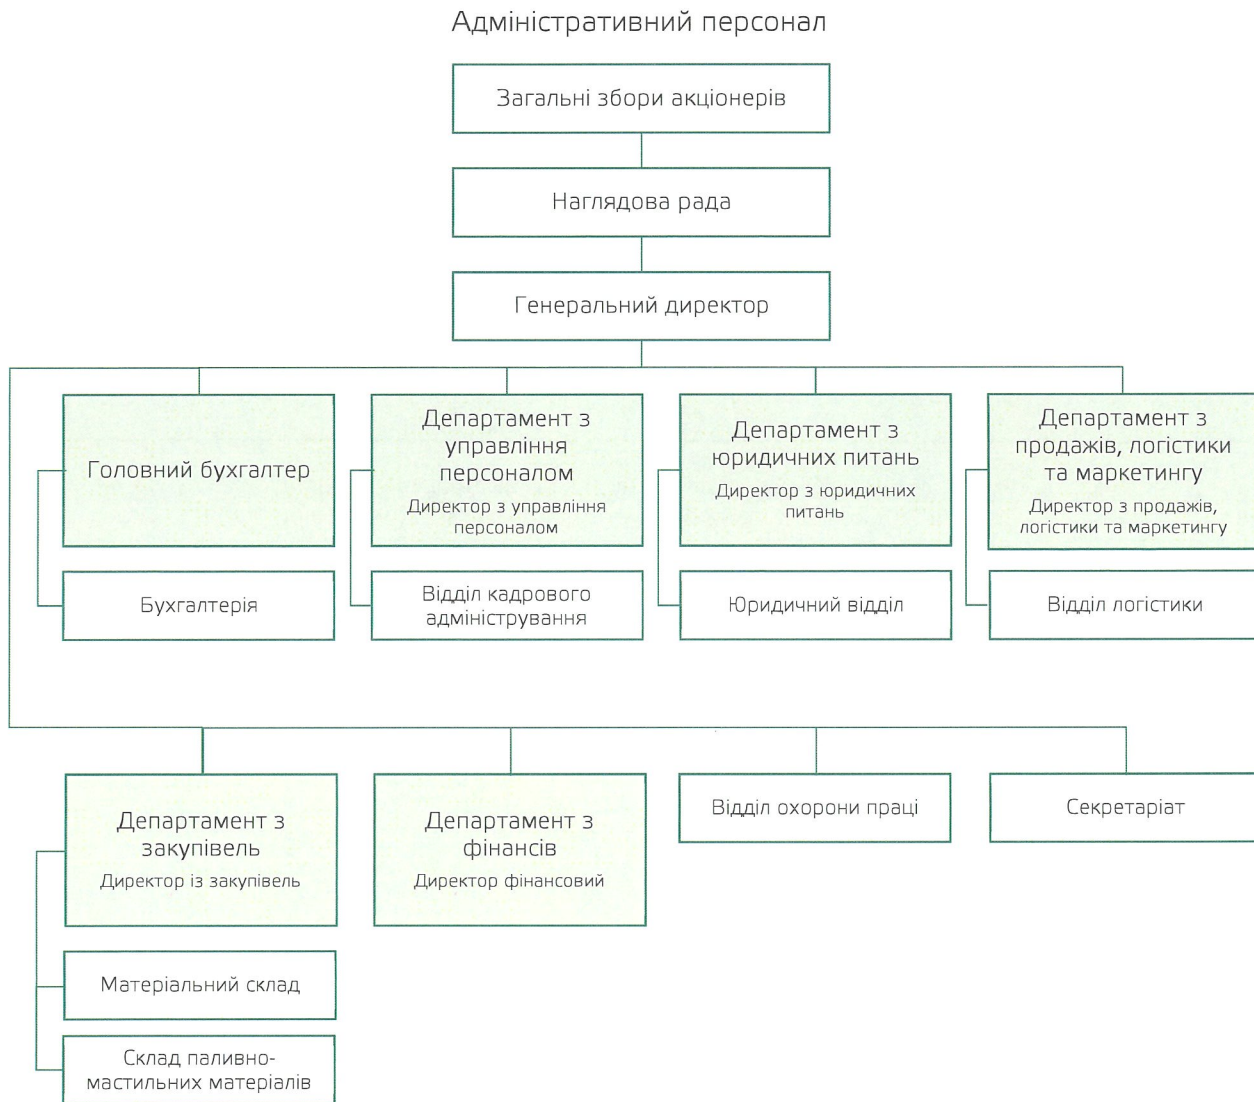 Адміністративний персонал
Загальні збори акціонерів
Наглядова рада
Генеральний директор
Головний бухгалтер
Департамент з
управління
персоналом
Директор з управління
персоналом
Департамент з
юридичних питань
Директор з юридичних
питань
Департамент з
продажів, логістики
та маркетингу
Директор з продажів,
логістики та маркетингу
Бухгалтерія
Відділ кадрового
адміністрування
Юридичний відділ
Відділ логістики
Департамент з
закупівель
Директор із закупівель
Департамент з
фінансів
Директор фінансовий
Відділ охорони праці
Секретаріат
Матеріальний склад
Склад паливно-
мастильних матеріалів